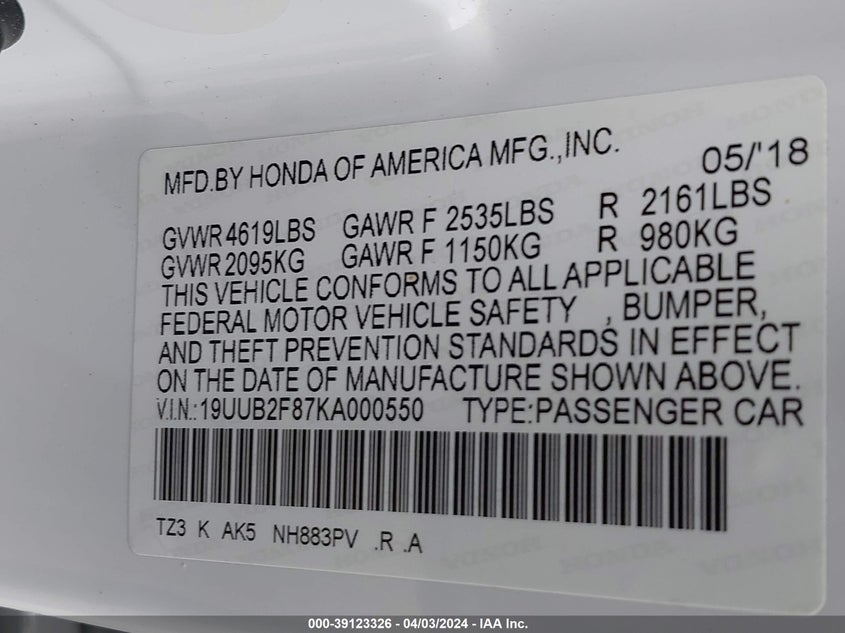 MFD.BY HONDA OF AMERICA MFG.,INC. 05/'18
GVWR 4619LBS GAWR F 2535LBS R 2161LBS
GVWR 2095KG GAWR F 1150KG R 980KG
THIS VEHICLE CONFORMS TO ALL APPLICABLE
FEDERAL MOTOR VEHICLE SAFETY , BUMPER,
AND THEFT PREVENTION STANDARDS IN EFFECT
ON THE DATE OF MANUFACTURE SHOWN ABOVE.
V.I.N.:19UUB2F87KA000550 TYPE:PASSENGER CAR
TZ3 K AK5 NH883PV .R .A
000-39123326 - 04/03/2024 - IAA Inc.